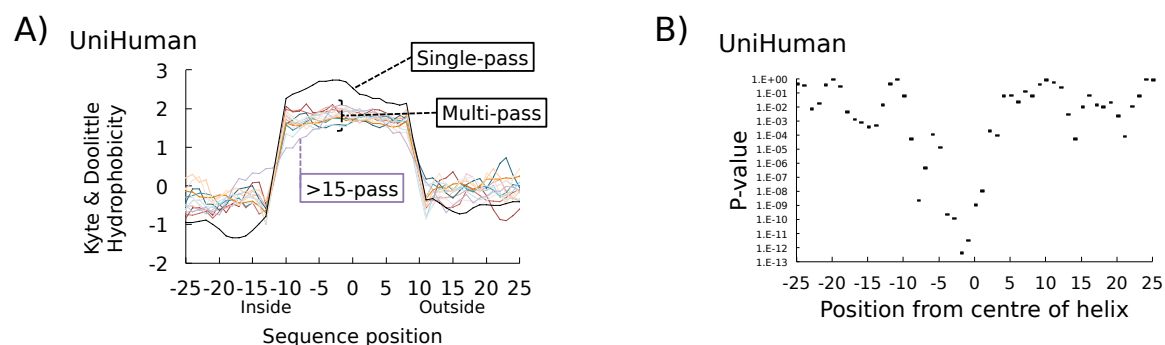 A)
UniHuman
Kyte & Doolittle
Hydrophobicity
3
2
1
0
-1
-2
Single-pass
Multi-pass
>15-pass
-25 -20 -15 -10 -5 0 5 10 15 20 25
Inside Outside
Sequence position
B)
UniHuman
P-value
1.E+00
1.E-01
1.E-02
1.E-03
1.E-04
1.E-05
1.E-06
1.E-07
1.E-08
1.E-09
1.E-10
1.E-11
1.E-12
1.E-13
-25 -20 -15 -10 -5 0 5 10 15 20 25
Position from centre of helix